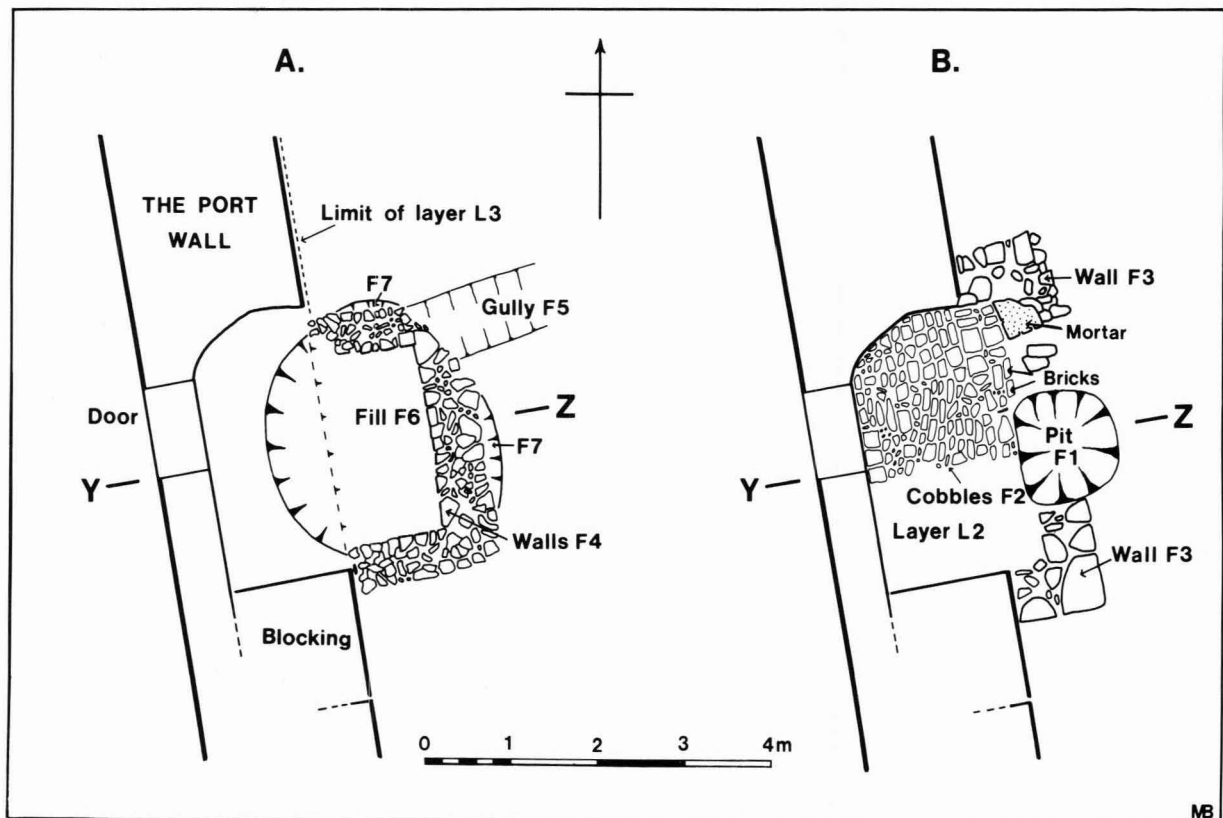 A.
THE PORT
WALL
Limit of layer L3
F7
Gully F5
Door
Fill F6
Z
F7
Y
Walls F4
Blocking
0 1 2 3 4m
B.
Wall F3
Mortar
Bricks
Z
Pit
F1
Y
Cobbles F2
Layer L2
Wall F3
MB